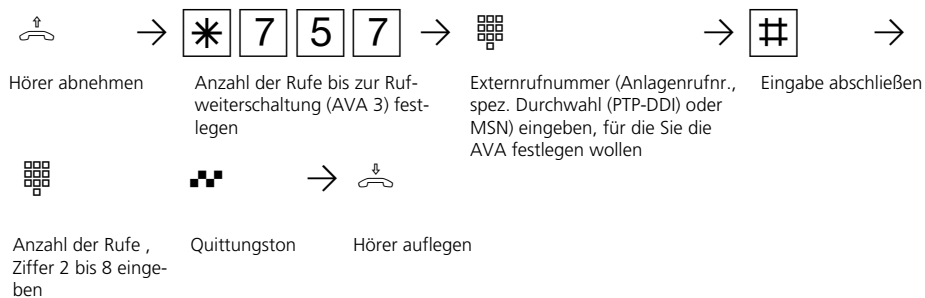 * 7 5 7 #
Hörer abnehmen
Anzahl der Rufe bis zur Ruf-
weiterschaltung (AVA 3) fest-
legen
Externrufnummer (Anlagenrufnr.,
spez. Durchwahl (PTP-DDI) oder
MSN) eingeben, für die Sie die
AVA festlegen wollen
Eingabe abschließen
Anzahl der Rufe ,
Ziffer 2 bis 8 einge-
ben
Quittungston
Hörer auflegen